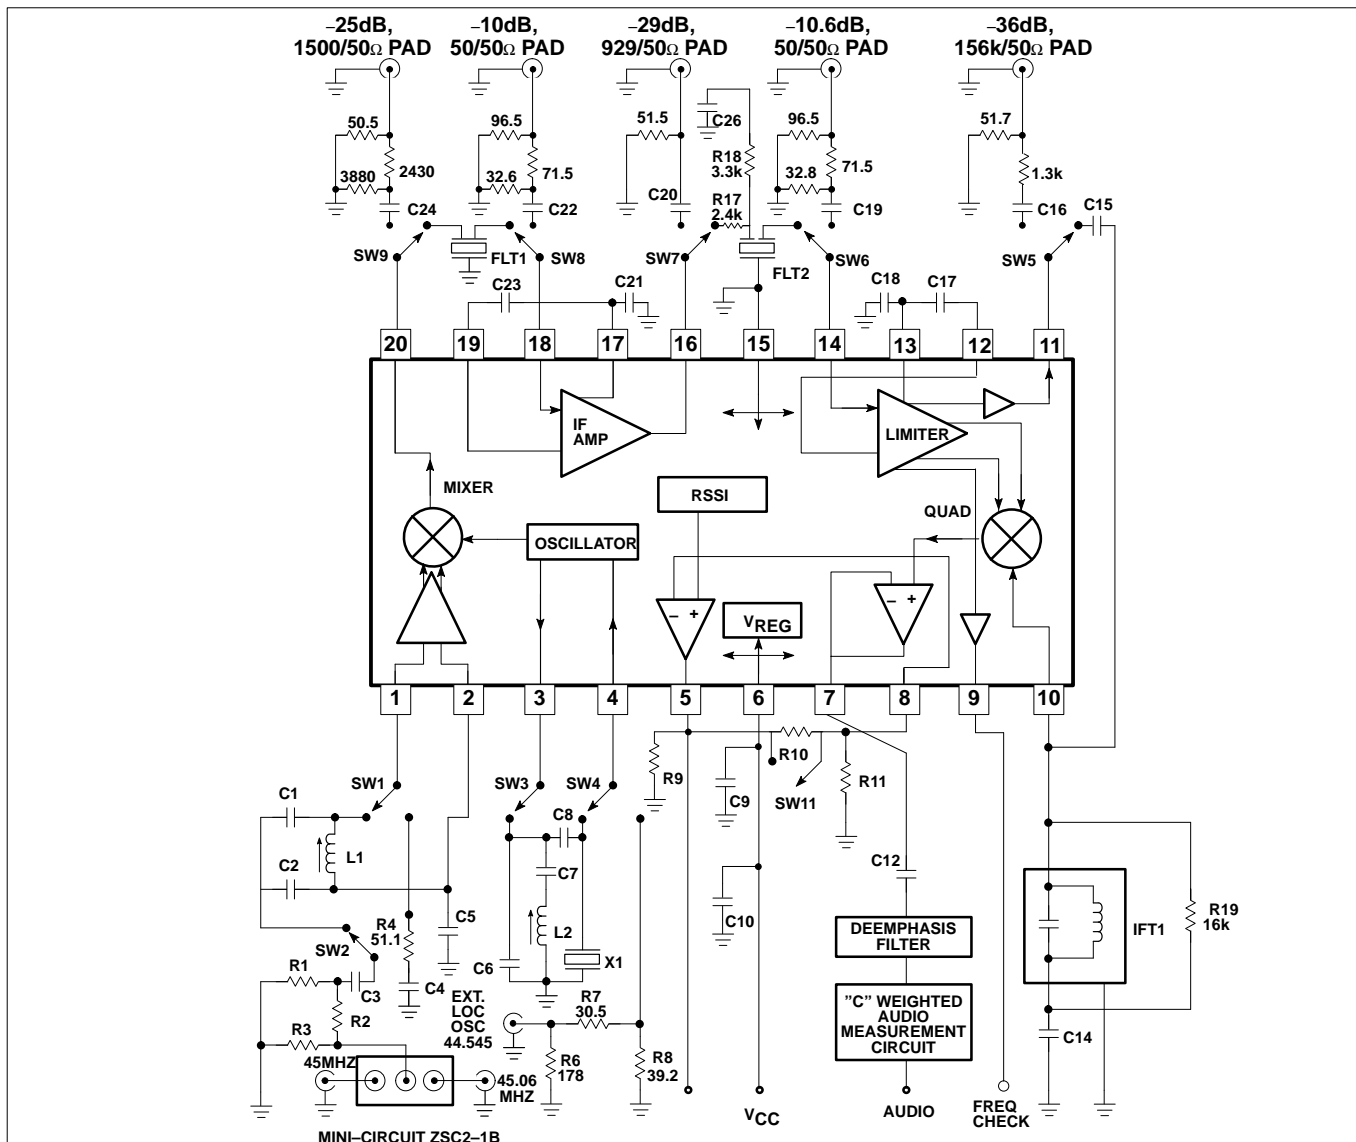 –25dB, –10dB, –29dB, –10.6dB, –36dB,
1500/50Ω PAD 50/50Ω PAD 929/50Ω PAD 50/50Ω PAD 156k/50Ω PAD
50.5 96.5 51.5 C26 96.5 51.7
R18
3.3k
2430 71.5 71.5 1.3k
3880 32.6 32.8
C24 C22 C20 R17 C19 C16 C15
2.4k
SW9 FLT1 SW8 SW7 FLT2 SW6 SW5
C23 C21 C18 C17
20 19 18 17 16 15 14 13 12 11
IF
AMP
LIMITER
MIXER RSSI QUAD
OSCILLATOR
– + – +
VREG
1 2 3 4 5 6 7 8 9 10
R9 R10 R11
SW1 SW3 SW4 C9 SW11
C1 C8
L1
C2 C7 C12
C5 C10
R4
51.1
L2
DEEMPHASIS
FILTER
R19
16k
IFT1
SW2 C6 X1
R1 C3 C4
EXT.
LOC
OSC
44.545
R7
30.5
"C" WEIGHTED
AUDIO
MEASUREMENT
CIRCUIT
R2
R3 C14
45MHZ 45.06
MHZ
R6
178
R8
39.2
VCC AUDIO FREQ
CHECK
MINI–CIRCUIT ZSC2–1B